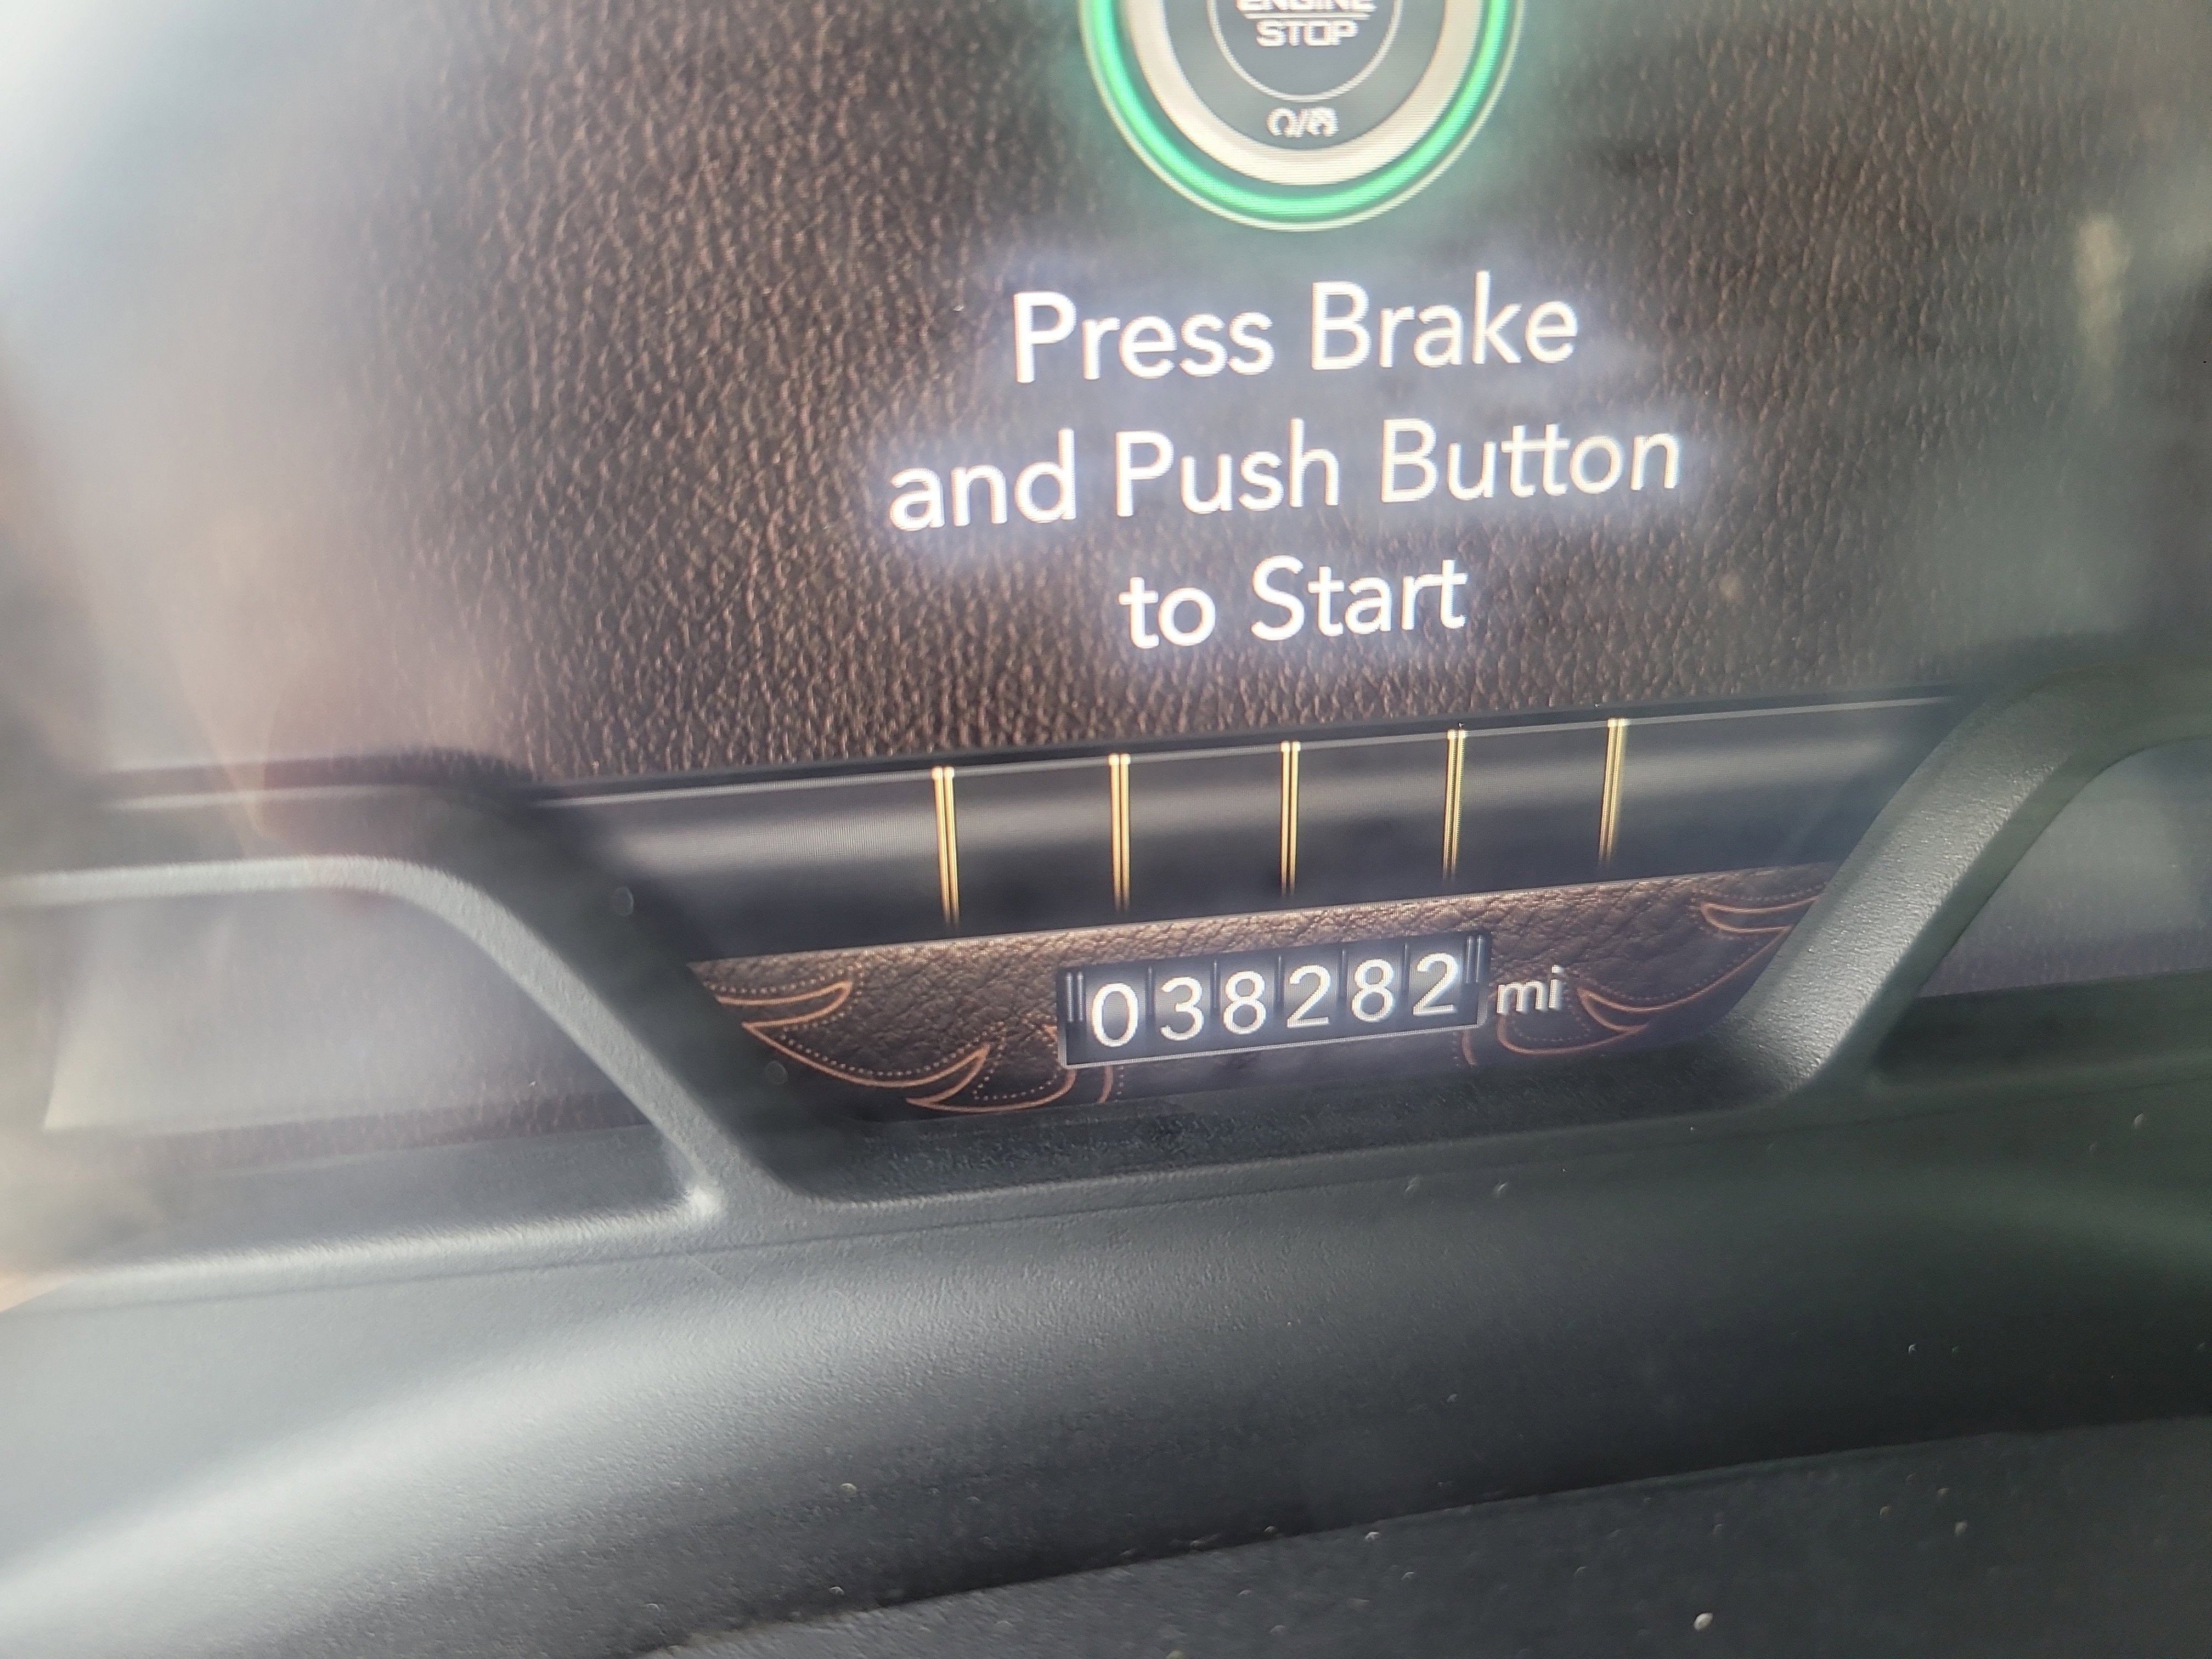 ENGINE
STOP
Press Brake
and Push Button
to Start
038282 mi